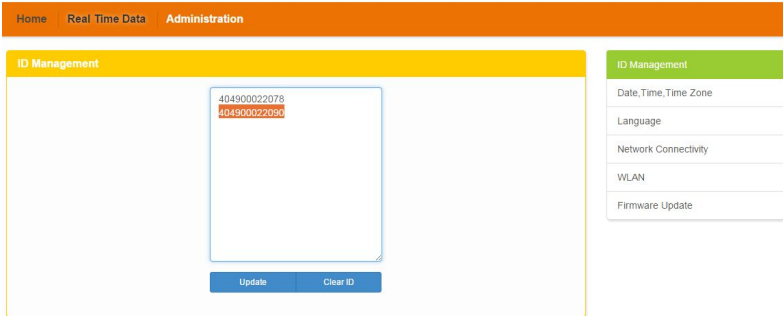 Home Real Time Data Administration
ID Management
404900022078
404900022090
Update Clear ID
ID Management
Date,Time,Time Zone
Language
Network Connectivity
WLAN
Firmware Update